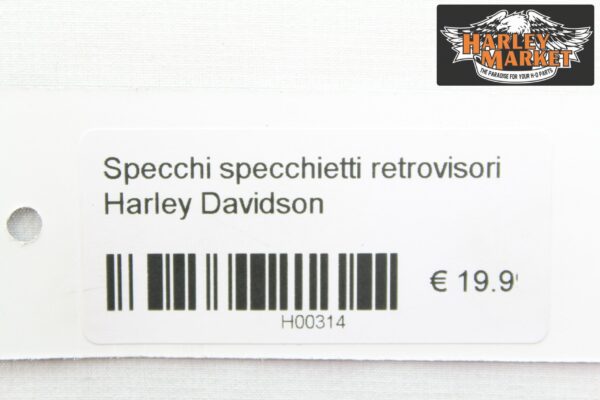 HARLEY
MARKET
THE PARADISE FOR YOUR H-D PARTS
Specchi specchietti retrovisori
Harley Davidson
€ 19.9
H00314